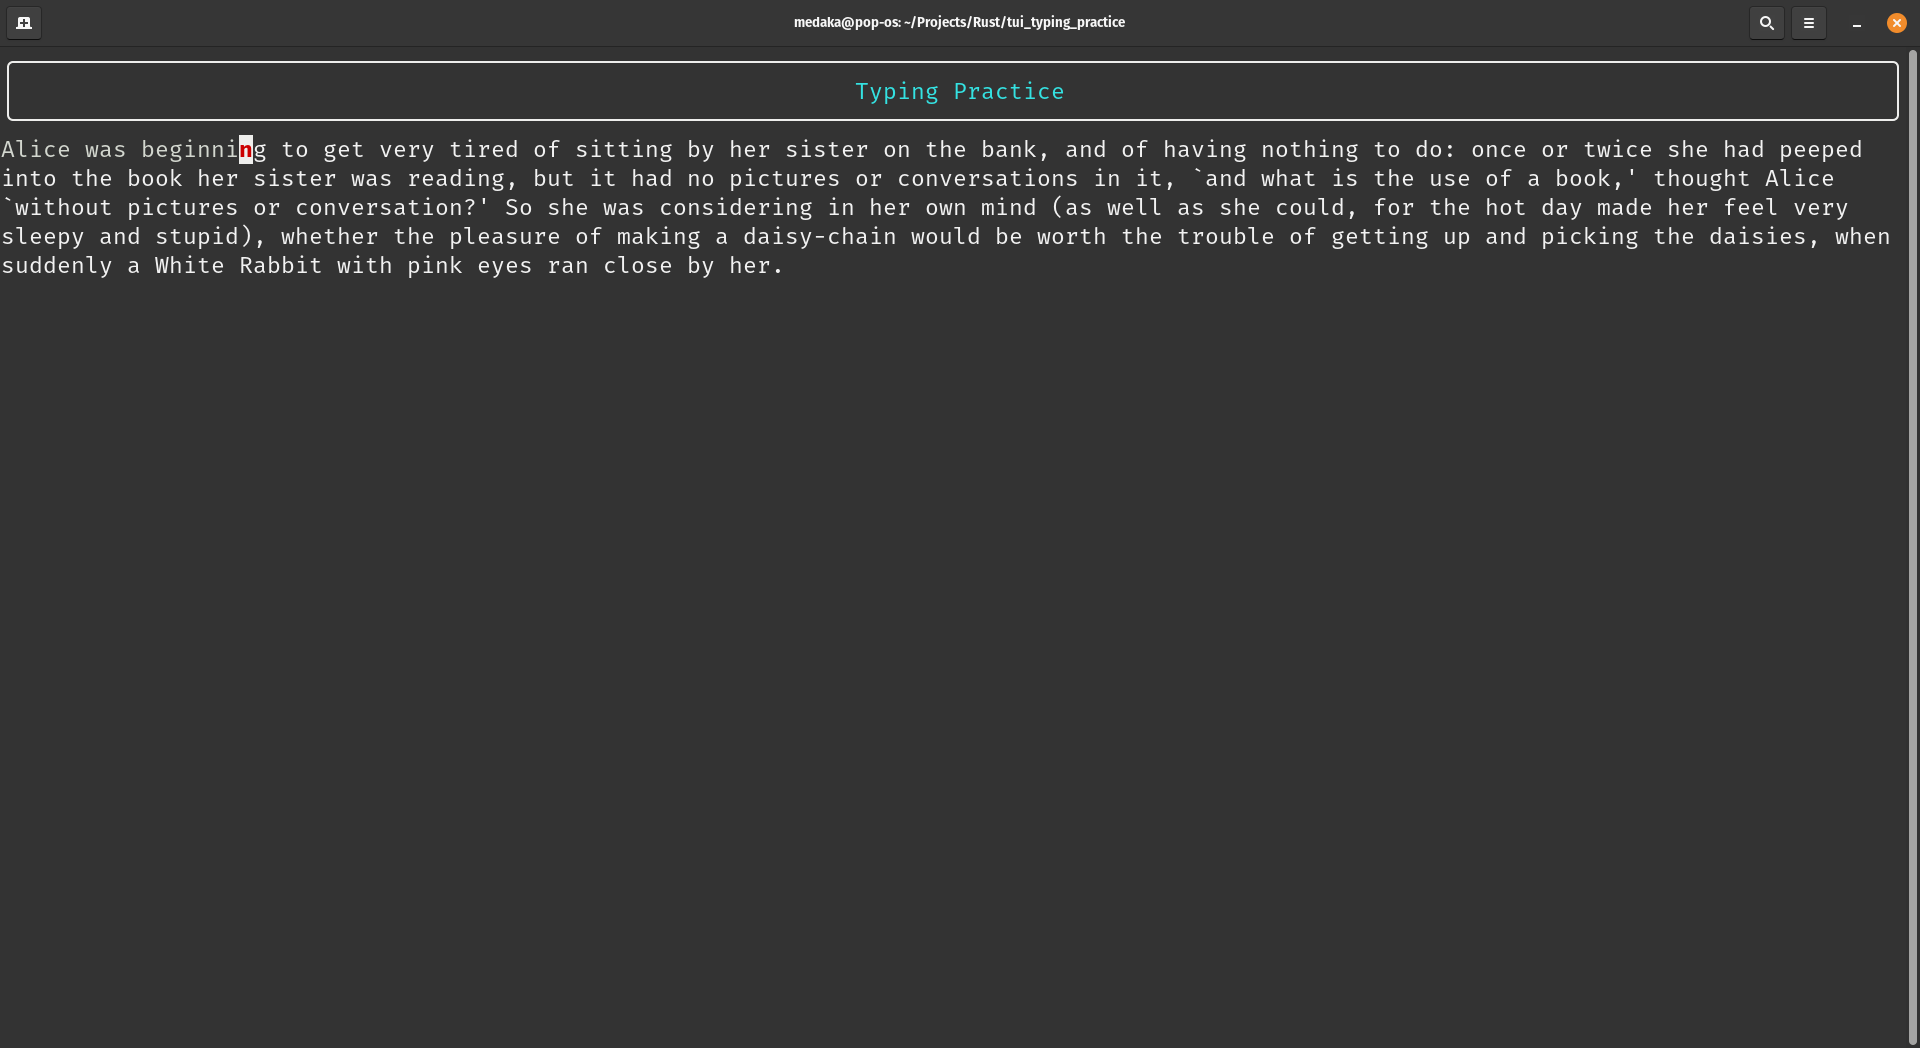 medaka@pop-os: ~/Projects/Rust/tui_typing_practice
Typing Practice
Alice was beginning to get very tired of sitting by her sister on the bank, and of having nothing to do: once or twice she had peeped
into the book her sister was reading, but it had no pictures or conversations in it, `and what is the use of a book,' thought Alice
`without pictures or conversation?' So she was considering in her own mind (as well as she could, for the hot day made her feel very
sleepy and stupid), whether the pleasure of making a daisy-chain would be worth the trouble of getting up and picking the daisies, when
suddenly a White Rabbit with pink eyes ran close by her.